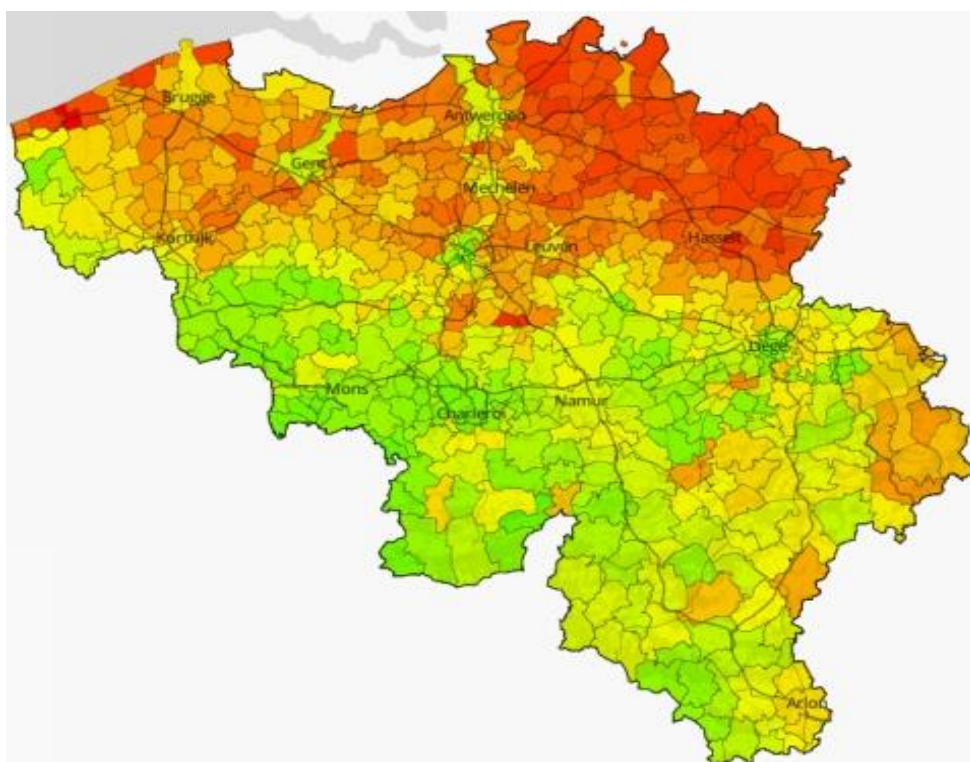 Brugge
Antwerpen
Gent
Mechelen
Kortrijk
Leuven
Hasselt
Liège
Mons
Namur
Charleroi
Arlon